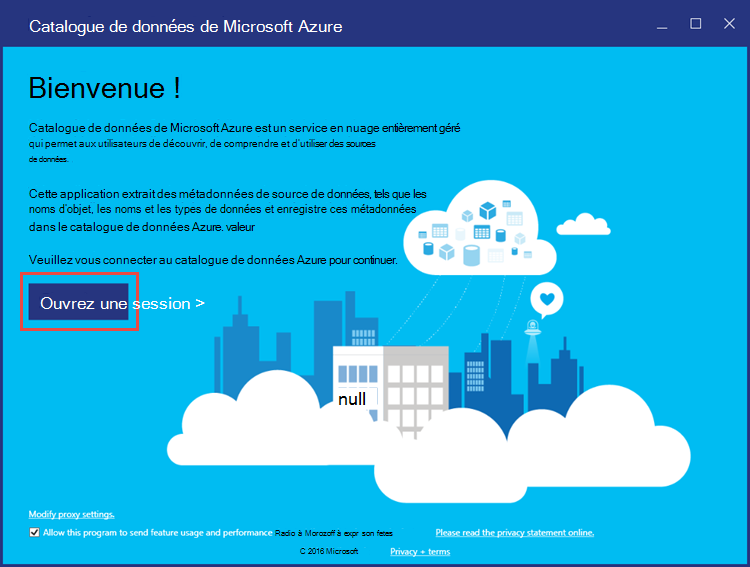 Catalogue de données de Microsoft Azure
Bienvenue !
Catalogue de données de Microsoft Azure est un service en nuage entièrement géré
qui permet aux utilisateurs de découvrir, de comprendre et d'utiliser des sources
de données.
Cette application extrait des métadonnées de source de données, tels que les
noms d'objet, les noms et les types de données et enregistre ces métadonnées
dans le catalogue de données Azure. valeur
Veuillez vous connecter au catalogue de données Azure pour continuer.
Ouvrez une session >
null
Modify proxy settings.
Allow this program to send feature usage and performance Radio à Morozoff à expr son fetes
Please read the privacy statement online.
© 2016 Microsoft
Privacy + terms